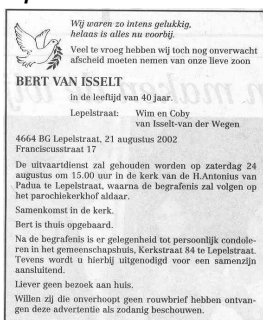 Wij waren zo intens gelukkig,
helaas is alles nu voorbij.
Veel te vroeg hebben wij toch nog onverwacht
afscheid moeten nemen van onze lieve zoon
BERT VAN ISSELT
in de leeftijd van 40 jaar.
Lepelstraat: Wim en Coby
van Isselt-van der Wegen
4664 BG Lepelstraat, 21 augustus 2002
Franciscusstraat 17
De uitvaartdienst zal gehouden worden op zaterdag 24
augustus om 15.00 uur in de kerk van de H.Antonius van
Padua te Lepelstraat, waarna de begrafenis zal volgen op
het parochiekerkhof aldaar.
Samenkomst in de kerk.
Bert is thuis opgebaard.
Na de begrafenis is er gelegenheid tot persoonlijk condole-
ren in het gemeenschapshuis, Kerkstraat 84 te Lepelstraat.
Tevens wordt u hierbij uitgenodigd voor een samenzijn
aansluitend.
Liever geen bezoek aan huis.
Willen zij die onverhoopt geen rouwbrief hebben ontvan-
gen deze advertentie als zodanig beschouwen.